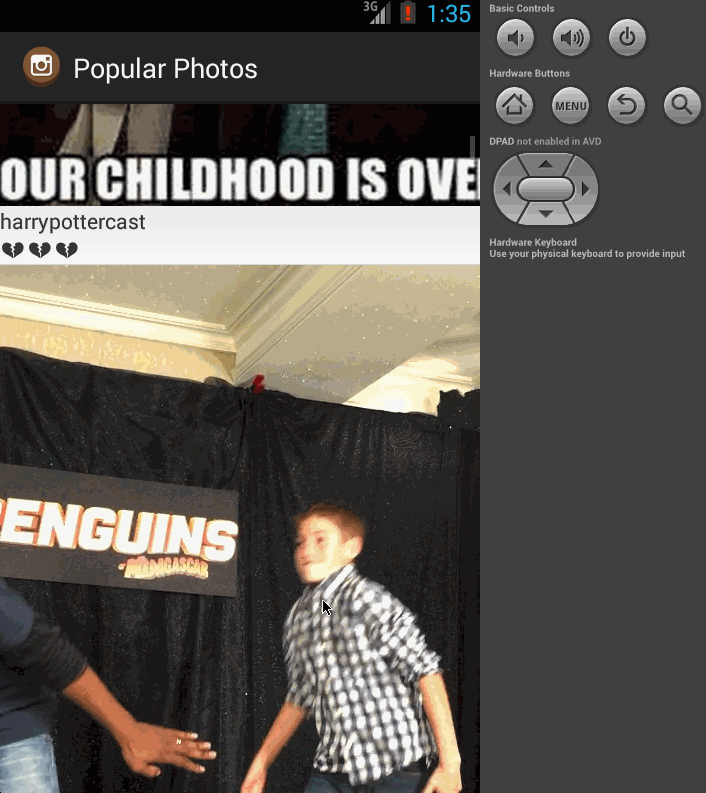 3G 1:35
Popular Photos
OUR CHILDHOOD IS OVE
harrypottercast
PENGUINS
MADAGASCAR
Basic Controls
Hardware Buttons
MENU
DPAD not enabled in AVD
Hardware Keyboard
Use your physical keyboard to provide input